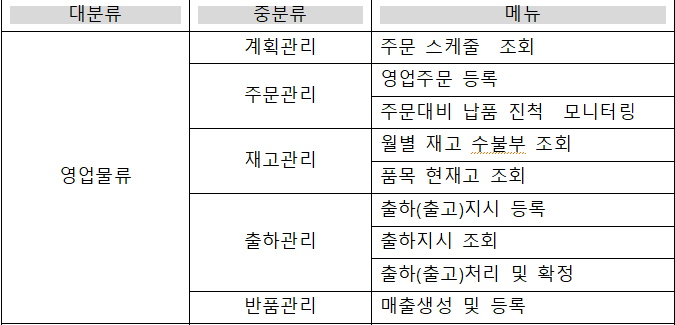 대분류 중분류 메뉴
영업물류 계획관리 주문 스케줄 조회
주문관리 영업주문 등록
주문대비 납품 진척 모니터링
재고관리 월별 재고 수불부 조회
품목 현재고 조회
출하관리 출하(출고)지시 등록
출하지시 조회
출하(출고)처리 및 확정
반품관리 매출생성 및 등록